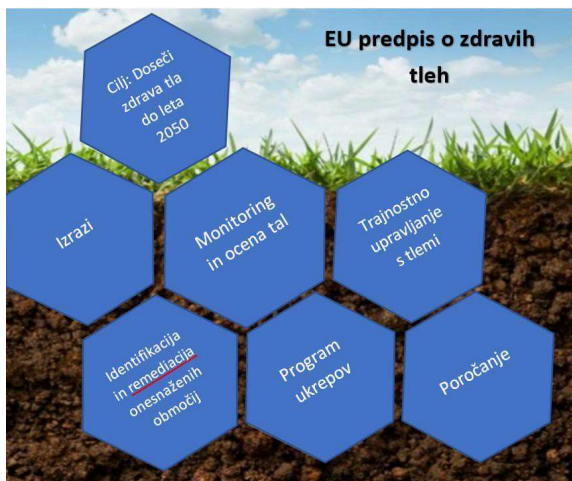 EU predpis o zdravih
tleh
Cilj: Doseči
zdrava tla
do leta
2050
Izrazi
Monitoring
in ocena tal
Trajnostno
upravljanje
s tlemi
Identifikacija
in remediacija
onesnaženih
območij
Program
ukrepov
Poročanje